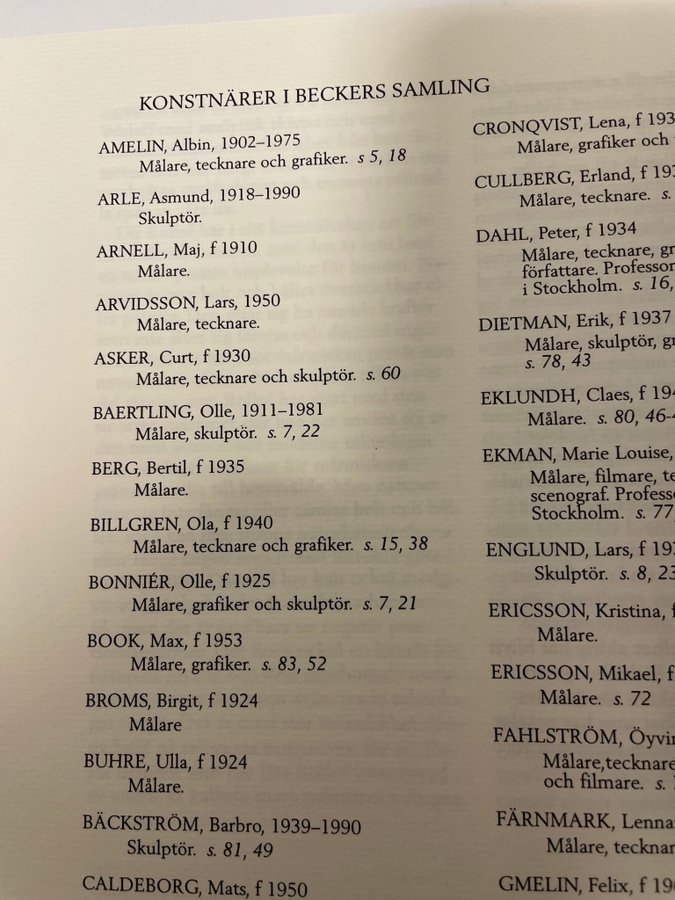 KONSTNÄRER I BECKERS SAMLING
AMELIN, Albin, 1902–1975
Målare, tecknare och grafiker. s 5, 18
ARLE, Asmund, 1918–1990
Skulptör.
ARNELL, Maj, f 1910
Målare.
ARVIDSSON, Lars, 1950
Målare, tecknare.
ASKER, Curt, f 1930
Målare, tecknare och skulptör. s. 60
BAERTLING, Olle, 1911–1981
Målare, skulptör. s. 7, 22
BERG, Bertil, f 1935
Målare.
BILLGREN, Ola, f 1940
Målare, tecknare och grafiker. s. 15, 38
BONNIÉR, Olle, f 1925
Målare, grafiker och skulptör. s. 7, 21
BOOK, Max, f 1953
Målare, grafiker. s. 83, 52
BROMS, Birgit, f 1924
Målare
BUHRE, Ulla, f 1924
Målare.
BÄCKSTRÖM, Barbro, 1939–1990
Skulptör. s. 81, 49
CALDEBORG, Mats, f 1950
CRONQVIST, Lena, f
Målare, grafiker och
CULLBERG, Erland, f
Målare, tecknare. s.
DAHL, Peter, f 1934
Målare, tecknare,
författare. Professor
i Stockholm. s. 16,
DIETMAN, Erik, f 1937
Målare, skulptör,
s. 78, 43
EKLUNDH, Claes, f
Målare. s. 80,
EKMAN, Marie Louise,
Målare, filmare,
scenograf.
Stockholm. s. 77
ENGLUND, Lars, f
Skulptör. s. 8, 23
ERICSSON, Kristina,
Målare.
ERICSSON, Mikael, f
Målare. s. 72
FAHLSTRÖM,
Målare,tecknare
och filmare. s.
FÄRNMARK,
Målare,
GMELIN, Felix, f